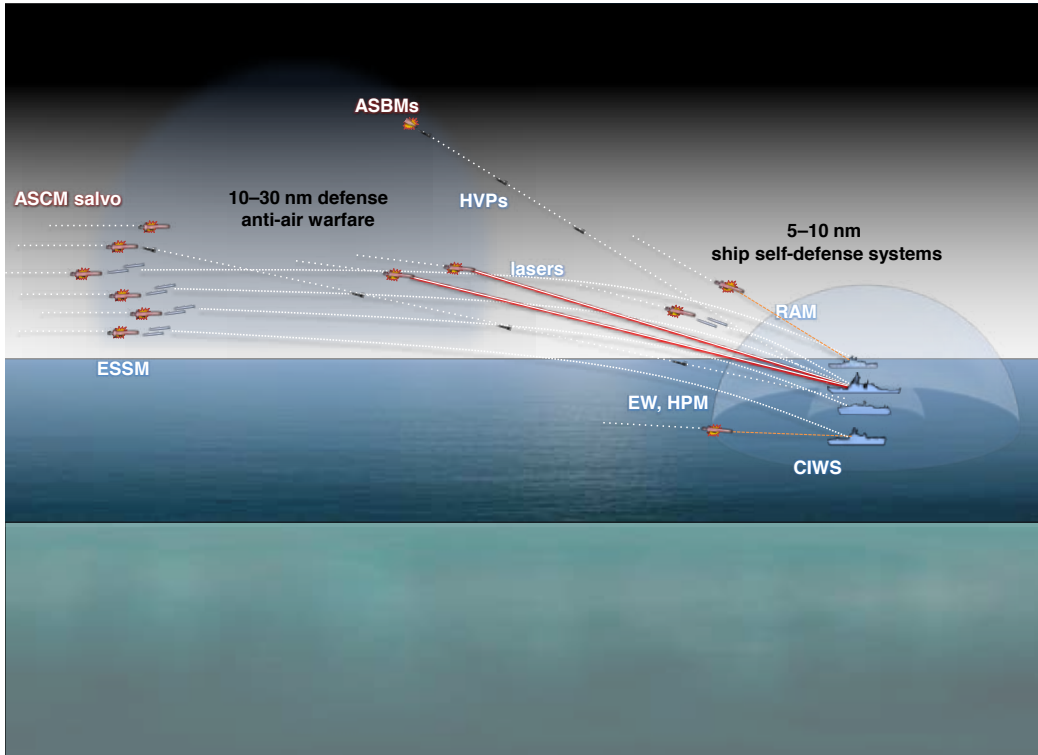 ASBMs
ASCM salvo
10–30 nm defense
anti-air warfare
HVPs
5–10 nm
ship self-defense systems
lasers
RAM
ESSM
EW, HPM
CIWS